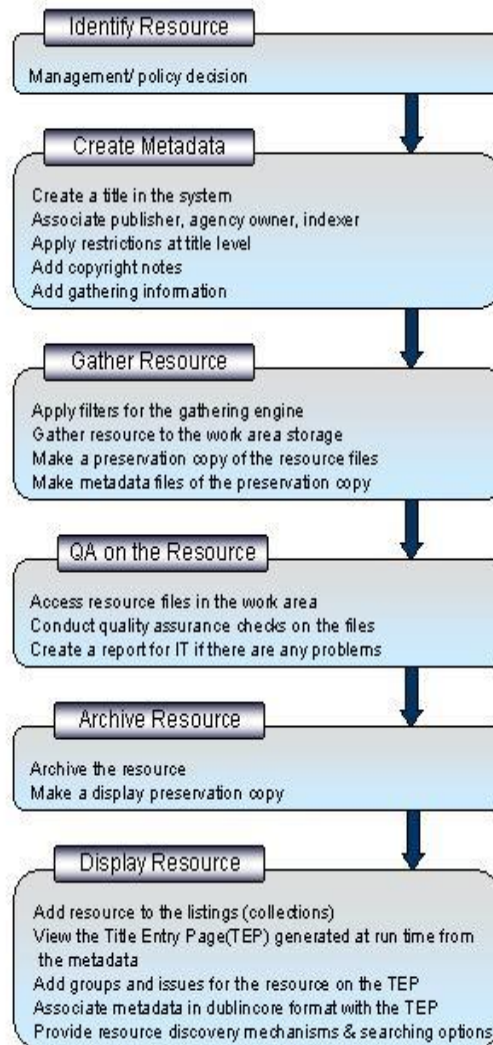 Identify Resource
Management/ policy decision
Create Metadata
Create a title in the system
Associate publisher, agency owner, indexer
Apply restrictions at title level
Add copyright notes
Add gathering information
Gather Resource
Apply filters for the gathering engine
Gather resource to the work area storage
Make a preservation copy of the resource files
Make metadata files of the preservation copy
QA on the Resource
Access resource files in the work area
Conduct quality assurance checks on the files
Create a report for IT if there are any problems
Archive Resource
Archive the resource
Make a display preservation copy
Display Resource
Add resource to the listings (collections)
View the Title Entry Page(TEP) generated at run time from
the metadata
Add groups and issues for the resource on the TEP
Associate metadata in dublincore format with the TEP
Provide resource discovery mechanisms & searching options